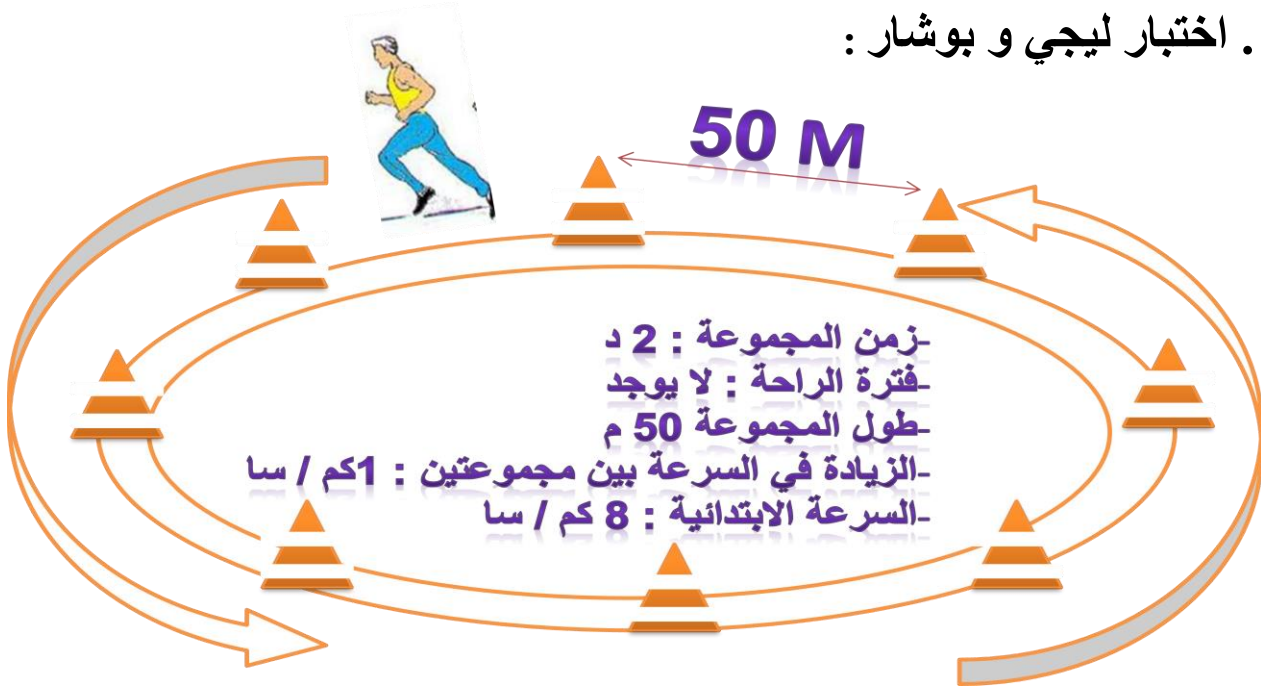 . اختبار ليجي و بوشار :
50 M
-زمن المجموعة : 2 د
-فترة الراحة : لا يوجد
-طول المجموعة 50 م
-الزيادة في السرعة بين مجموعتين : 1كم / سا
-السرعة الابتدائية : 8 كم / سا